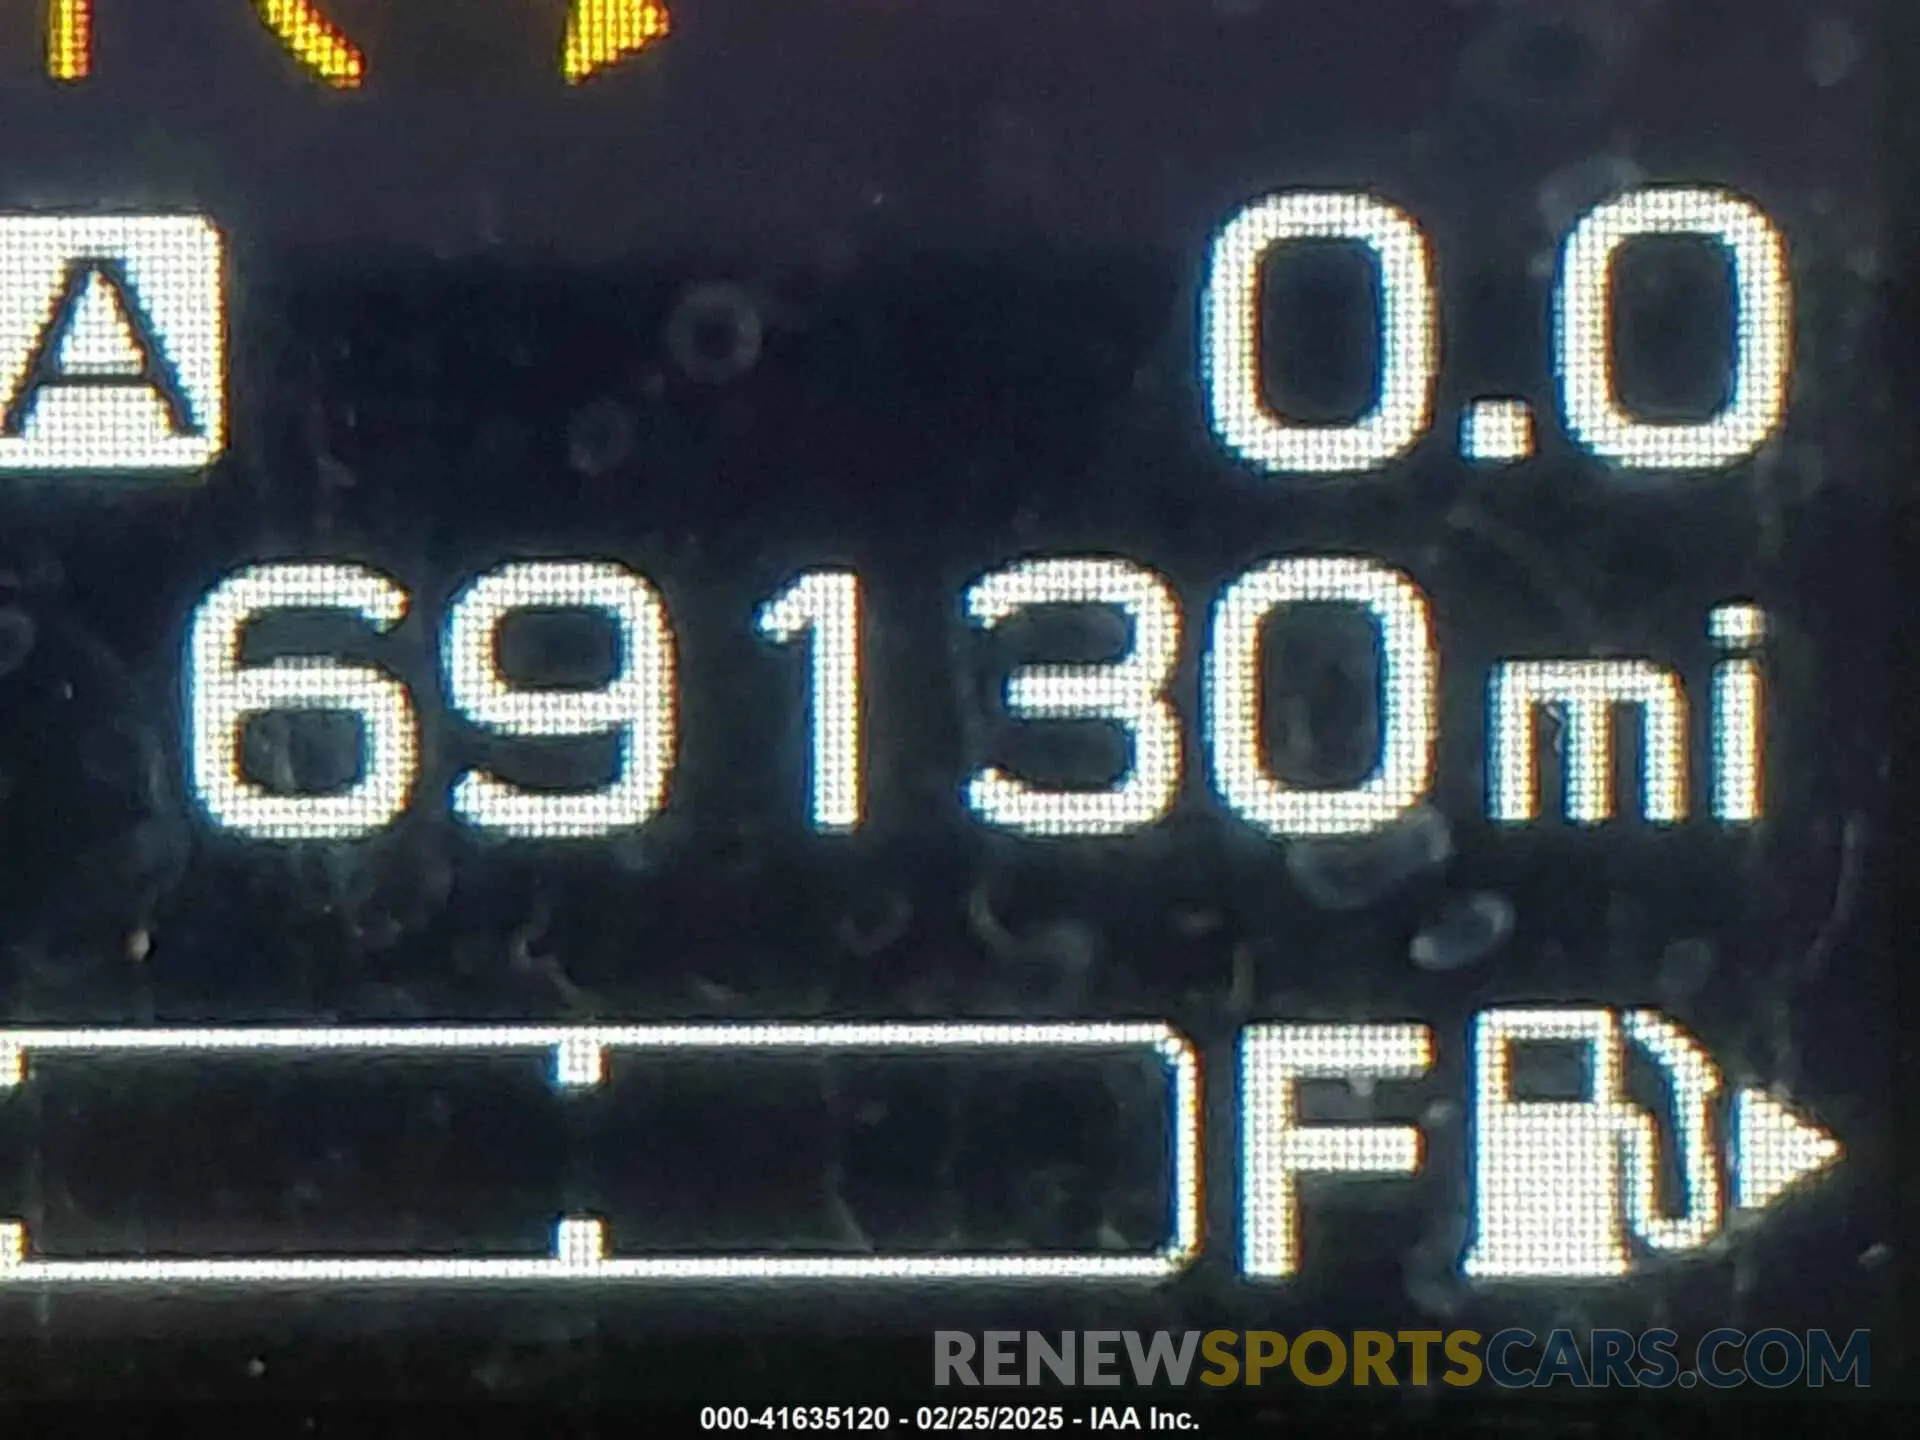 A 0.0
69130mi
F
RENEWSPORTSCARS.COM
000-41635120 - 02/25/2025 - IAA Inc.